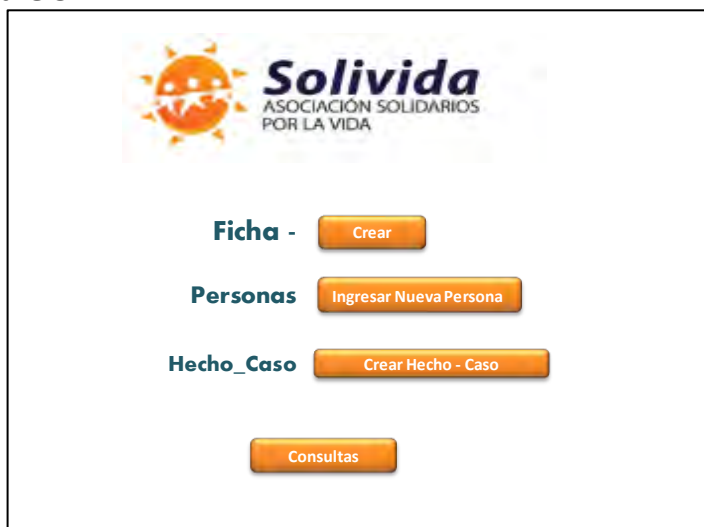 Solivida
ASOCIACIÓN SOLIDARIOS
POR LA VIDA
Ficha - Crear
Personas Ingresar Nueva Persona
Hecho_Caso Crear Hecho - Caso
Consultas